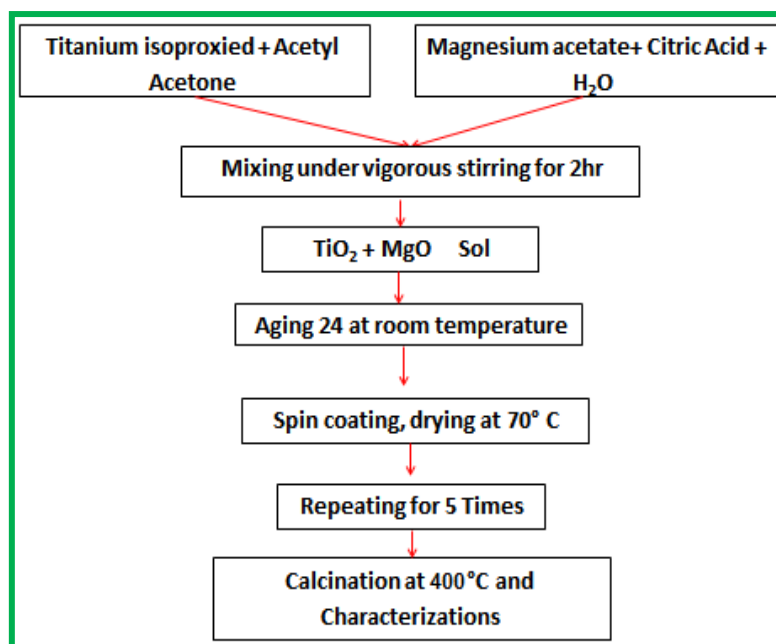 Titanium isoproxied + Acetyl
Acetone
Magnesium acetate+ Citric Acid +
H₂O
Mixing under vigorous stirring for 2hr
TiO₂ + MgO Sol
Aging 24 at room temperature
Spin coating, drying at 70° C
Repeating for 5 Times
Calcination at 400°C and
Characterizations